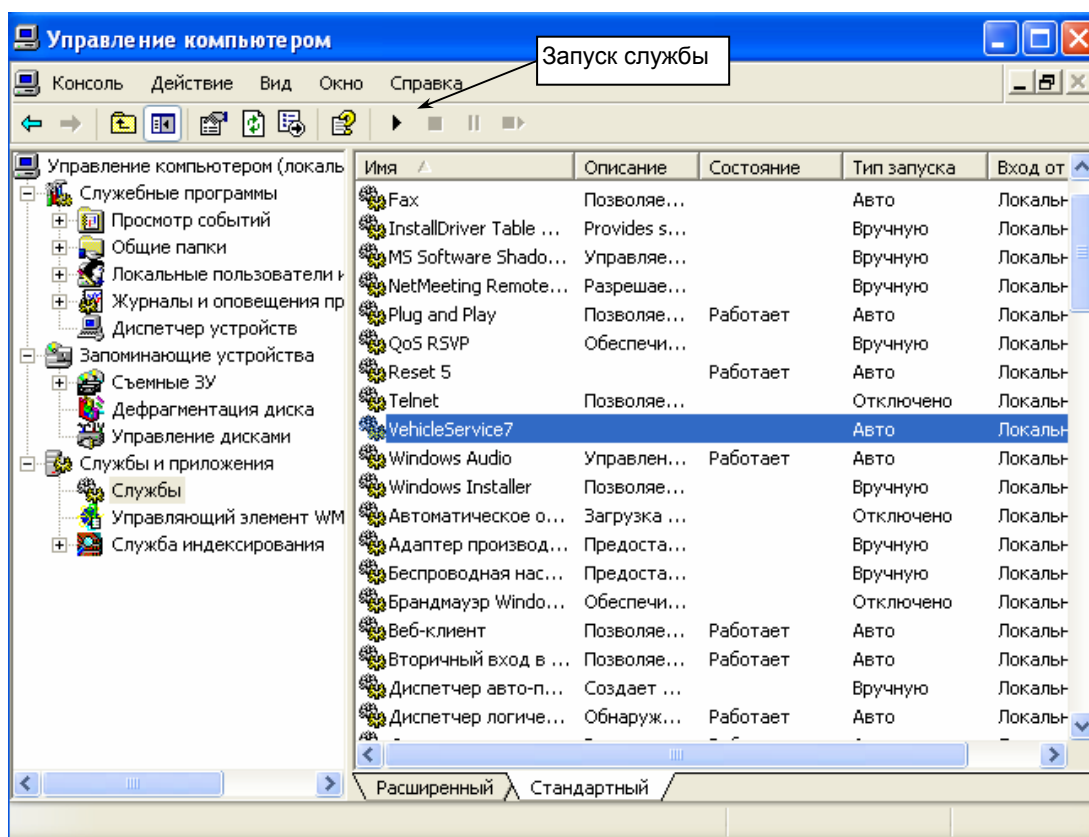 Управление компьютером
Запуск службы
Консоль Действие Вид Окно Справка
Управление компьютером (локаль
Служебные программы
Просмотр событий
Общие папки
Локальные пользователи и
Журналы и оповещения пр
Диспетчер устройств
Запоминающие устройства
Съемные ЗУ
Дефрагментация диска
Управление дисками
Службы и приложения
Службы
Управляющий элемент WM
Служба индексирования
Имя Описание Состояние Тип запуска Вход от
Fax Позволяе... Авто Локальн
InstallDriver Table ... Provides s... Вручную Локальн
MS Software Shado... Управляе... Вручную Локальн
NetMeeting Remote... Разрешае... Вручную Локальн
Plug and Play Позволяе... Работает Авто Локальн
QoS RSVP Обеспечи... Вручную Локальн
Reset 5 Работает Авто Локальн
Telnet Позволяе... Отключено Локальн
VehicleService7 Авто Локальн
Windows Audio Управлен... Работает Авто Локальн
Windows Installer Позволяе... Вручную Локальн
Автоматическое о... Загрузка ... Отключено Локальн
Адаптер производ... Предоста... Вручную Локальн
Беспроводная нас... Предоста... Вручную Локальн
Брандмауэр Windo... Обеспечи... Отключено Локальн
Веб-клиент Позволяе... Работает Авто Локальн
Вторичный вход в ... Позволяе... Работает Авто Локальн
Диспетчер авто-п... Создает ... Вручную Локальн
Диспетчер логиче... Обнаруж... Работает Авто Локальн
Расширенный Стандартный